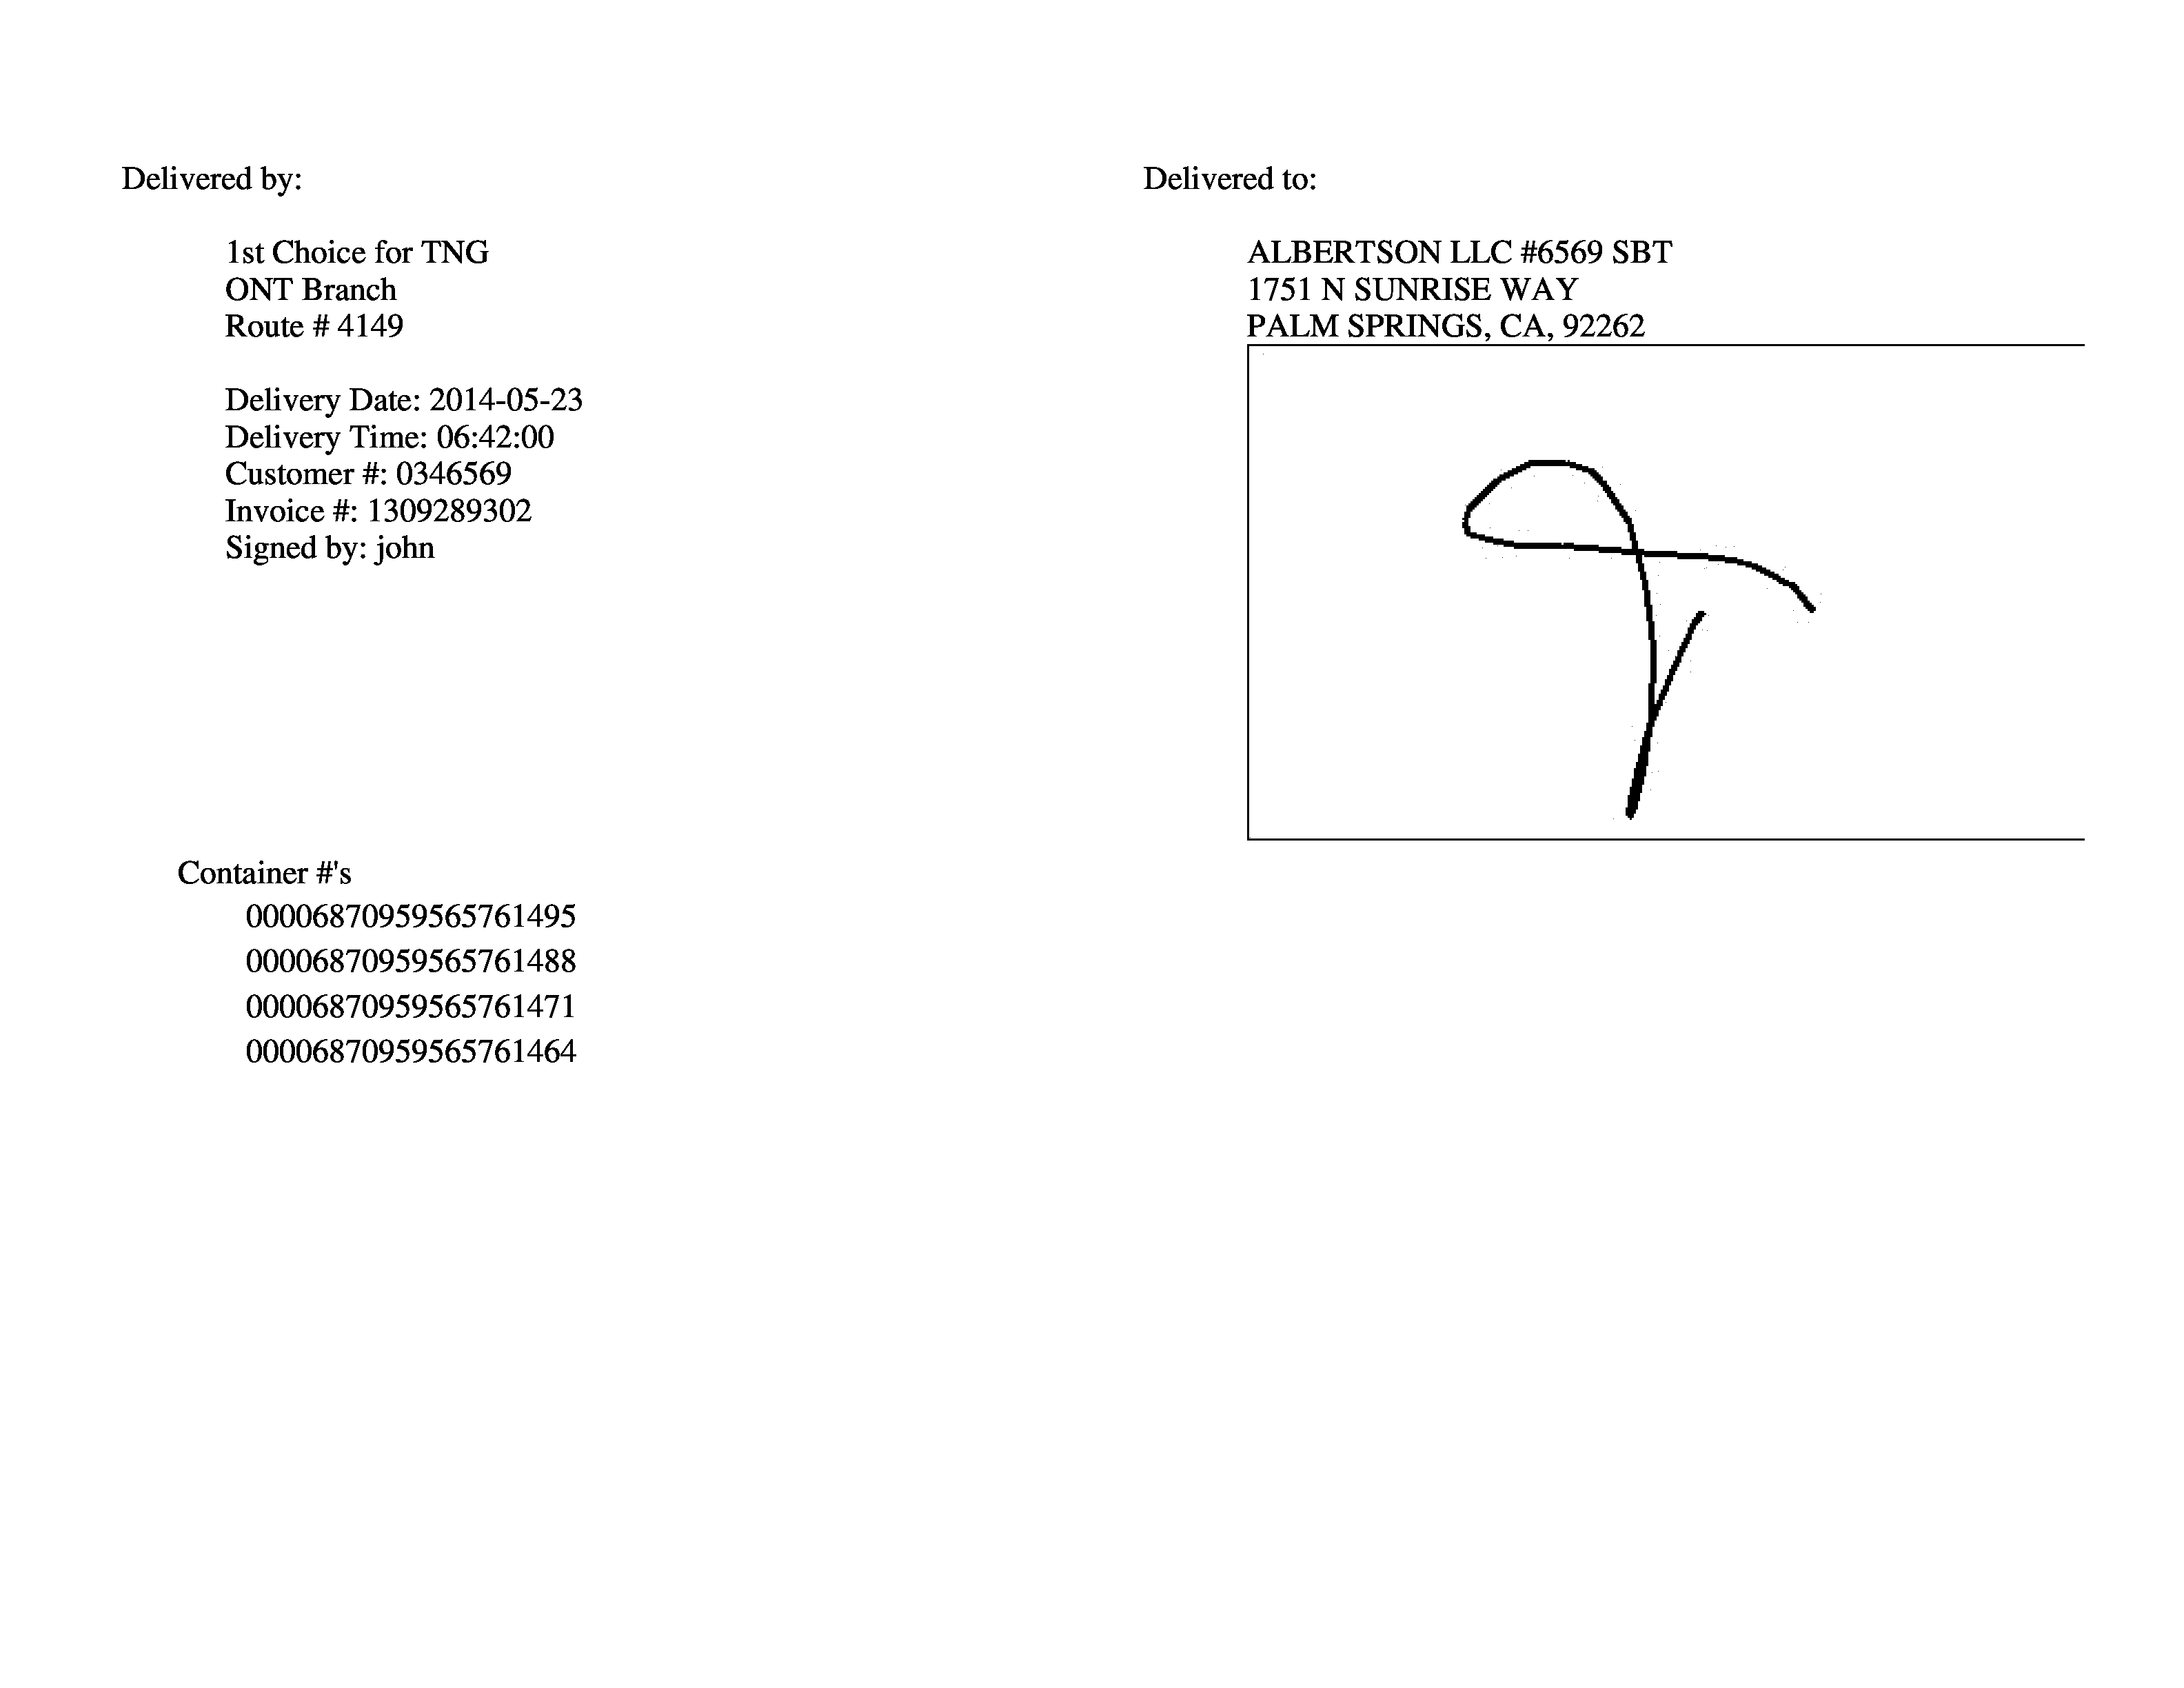 Delivered by:
1st Choice for TNG
ONT Branch
Route # 4149
Delivery Date: 2014-05-23
Delivery Time: 06:42:00
Customer #: 0346569
Invoice #: 1309289302
Signed by: john
Delivered to:
ALBERTSON LLC #6569 SBT
1751 N SUNRISE WAY
PALM SPRINGS, CA, 92262
Container #'s
00006870959565761495
00006870959565761488
00006870959565761471
00006870959565761464